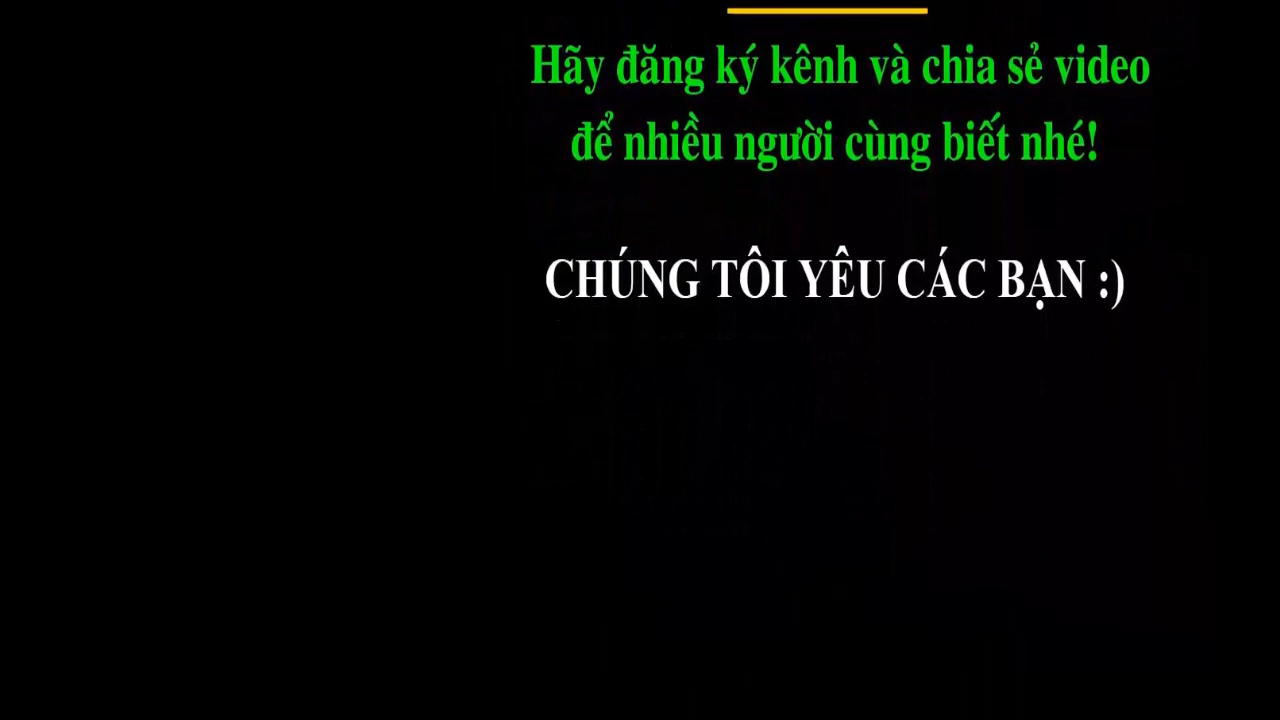 Hãy đăng ký kênh và chia sẻ video
để nhiều người cùng biết nhé!
CHÚNG TÔI YÊU CÁC BẠN :)